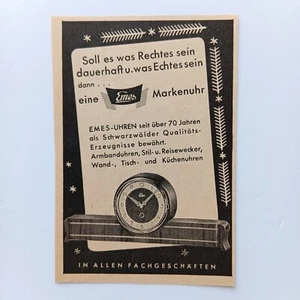 Soll es was Rechtes sein
dauerhaft u. was Echtes sein
dann ...
eine Emes Markenuhr
EMES-UHREN seit über 70 Jahren
als Schwarzwälder Qualitäts-
Erzeugnisse bewährt.
Armbanduhren, Stil- u. Reisewecker,
Wand-, Tisch- und Küchenuhren
IN ALLEN FACHGESCHÄFTEN